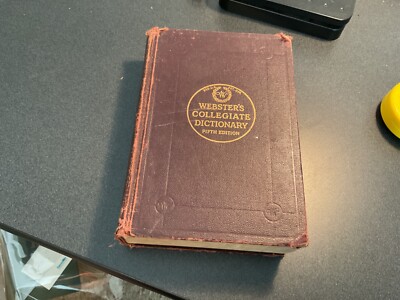 WEBSTER'S
COLLEGIATE
DICTIONARY
FIFTH EDITION